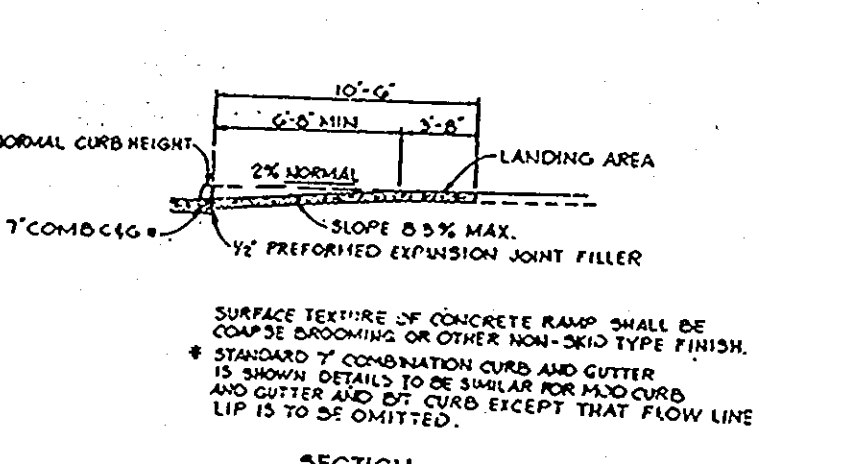 10'-6"
6'-8" MIN
3'-8"
NORMAL CURB HEIGHT
2% NORMAL
LANDING AREA
7" COMB C&G *
SLOPE 8.3% MAX.
1/2" PREFORMED EXPANSION JOINT FILLER
SURFACE TEXTURE OF CONCRETE RAMP SHALL BE
COARSE BROOMING OR OTHER NON-SKID TYPE FINISH.
* STANDARD 7" COMBINATION CURB AND GUTTER
IS SHOWN DETAILS TO BE SIMILAR FOR CURB
AND GUTTER AND CURB EXCEPT THAT FLOW LINE
LIP IS TO BE OMITTED.
SECTION